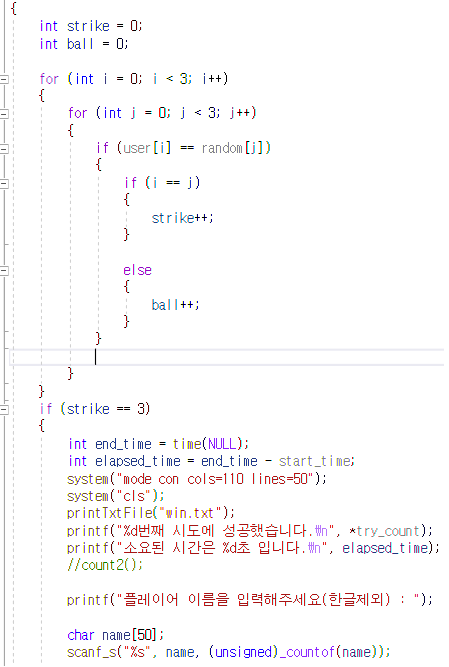 {
int strike = 0;
int ball = 0;
for (int i = 0; i < 3; i++)
{
for (int j = 0; j < 3; j++)
{
if (user[i] == random[j])
{
if (i == j)
{
strike++;
}
else
{
ball++;
}
}
}
}
if (strike == 3)
{
int end_time = time(NULL);
int elapsed_time = end_time - start_time;
system("mode con cols=110 lines=50");
system("cls");
printTxtFile("win.txt");
printf("%d번째 시도에 성공했습니다.₩n", *try_count);
printf("소요된 시간은 %d초 입니다.₩n", elapsed_time);
//count2();
printf("플레이어 이름을 입력해주세요(한글제외) : ");
char name[50];
scanf_s("%s", name, (unsigned)_countof(name));